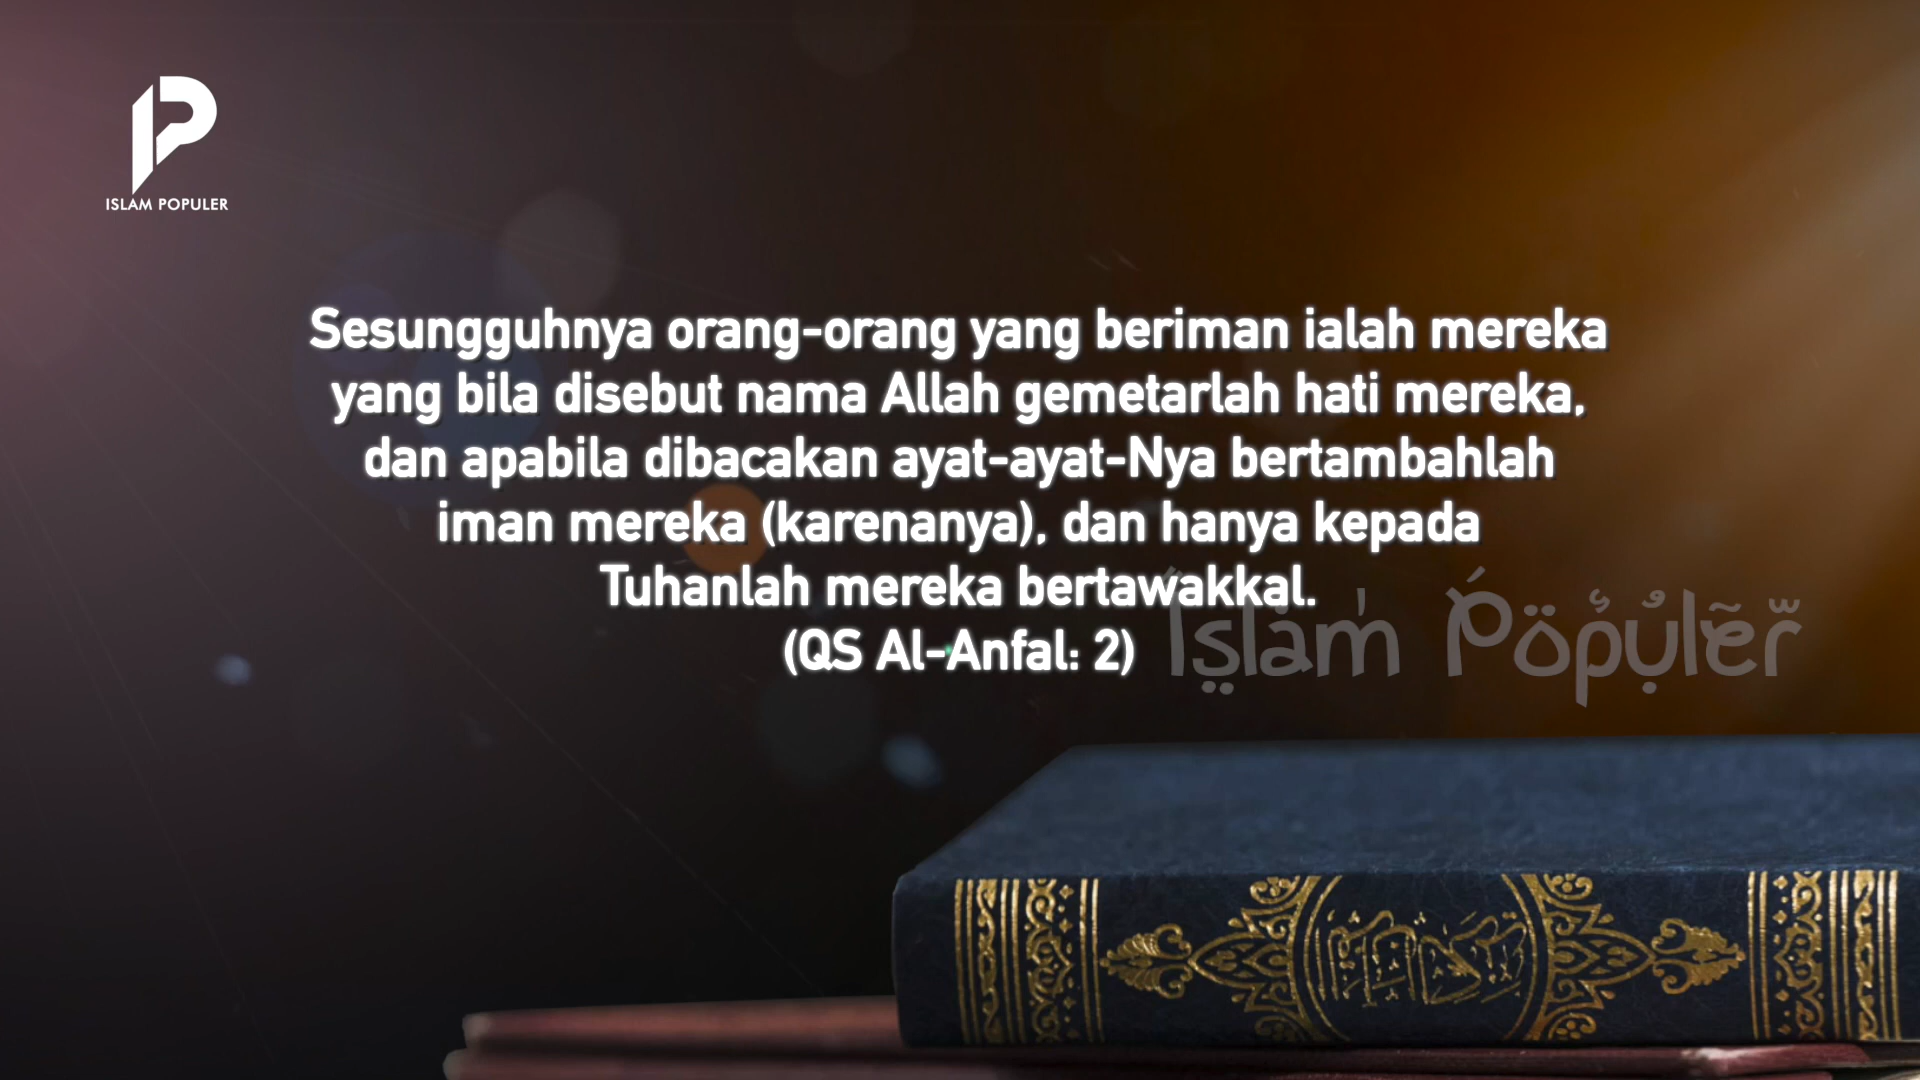 ISLAM POPULER
Sesungguhnya orang-orang yang beriman ialah mereka
yang bila disebut nama Allah gemetarlah hati mereka,
dan apabila dibacakan ayat-ayat-Nya bertambahlah
iman mereka (karenanya), dan hanya kepada
Tuhanlah mereka bertawakkal.
(QS Al-Anfal: 2)
Islam Populer